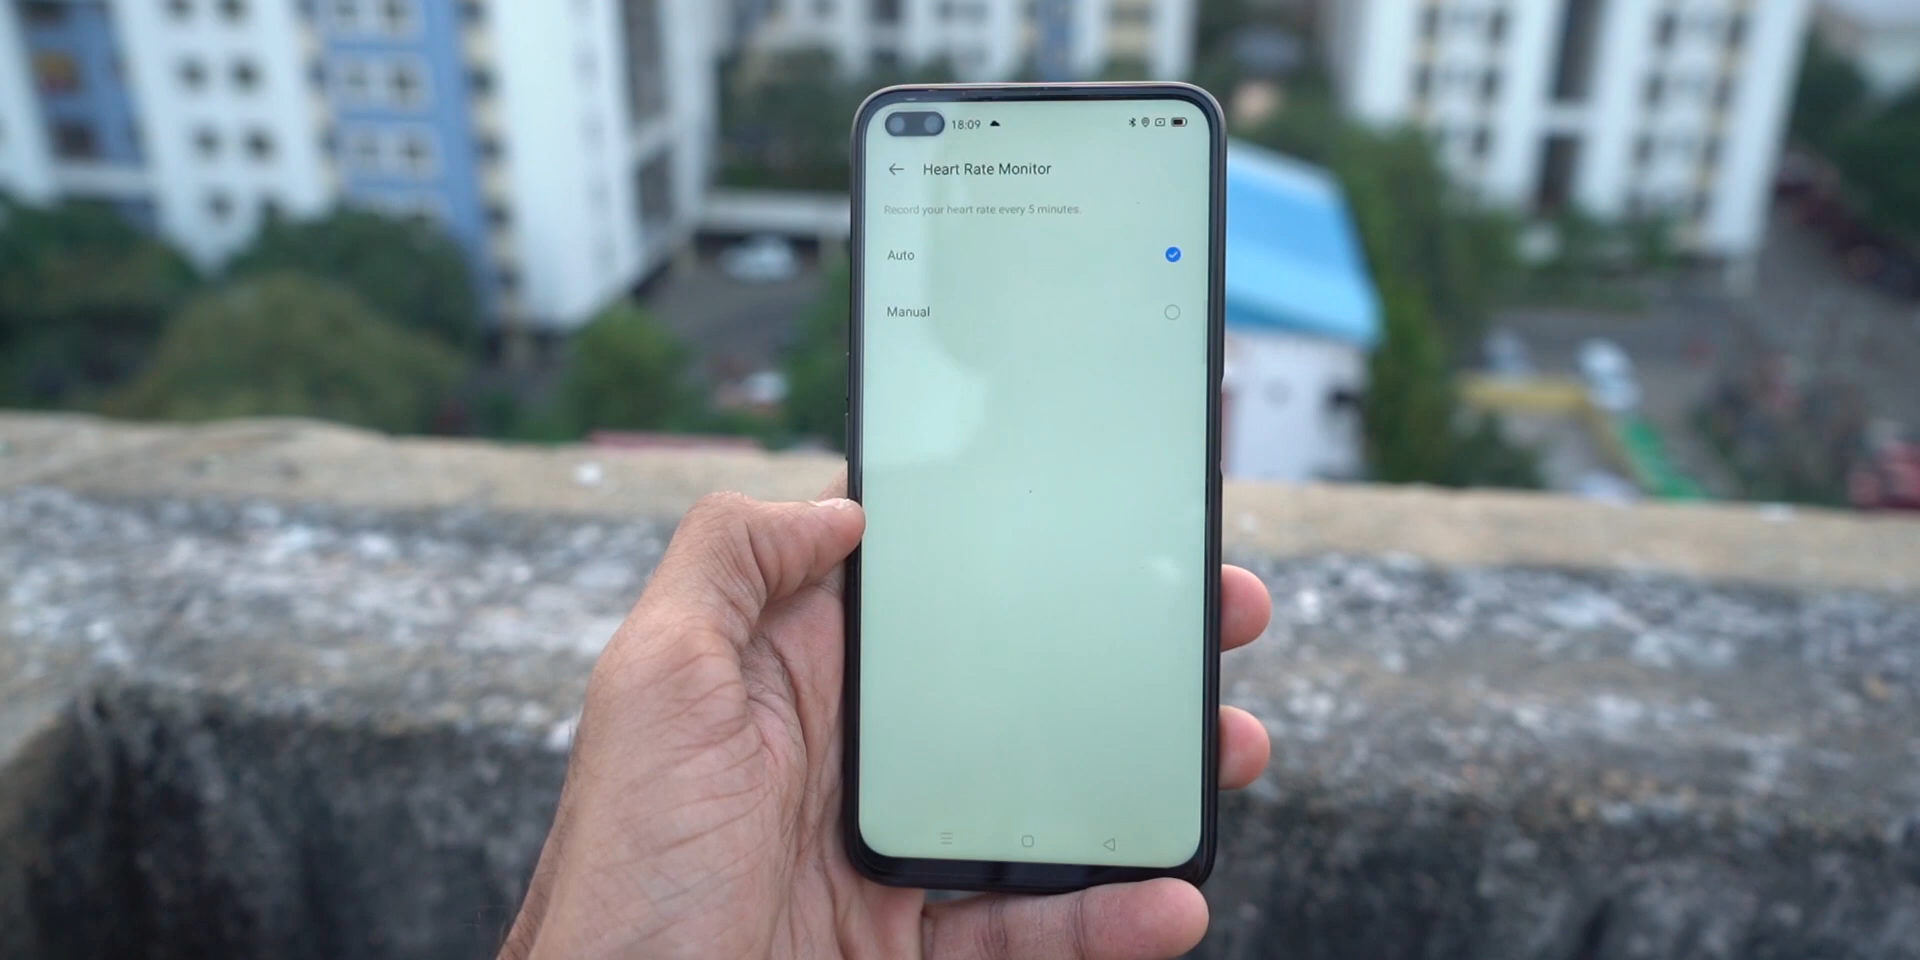 18:09
Heart Rate Monitor
Record your heart rate every 5 minutes.
Auto
Manual